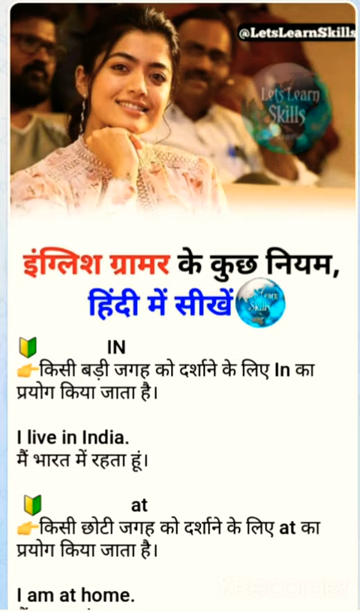 @LetsLearnSkills
Lets Learn
Skills
इंग्लिश ग्रामर के कुछ नियम,
हिंदी में सीखें
IN
किसी बड़ी जगह को दर्शाने के लिए In का
प्रयोग किया जाता है।
I live in India.
मैं भारत में रहता हूं।
at
किसी छोटी जगह को दर्शाने के लिए at का
प्रयोग किया जाता है।
I am at home.